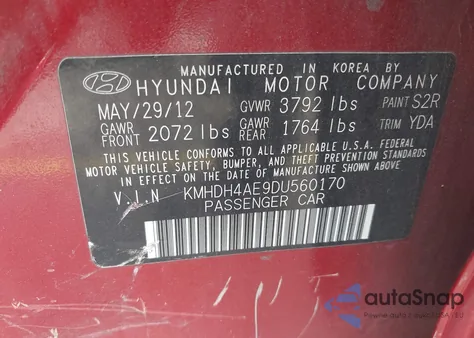 MANUFACTURED IN KOREA BY
HYUNDAI MOTOR COMPANY
MAY/29/12 GVWR 3792 lbs PAINT S2R
GAWR FRONT 2072 lbs GAWR REAR 1764 lbs TRIM YDA
THIS VEHICLE CONFORMS TO ALL APPLICABLE U.S.A. FEDERAL
MOTOR VEHICLE SAFETY, BUMPER, AND THEFT PREVENTION
STANDARDS IN EFFECT ON THE DATE OF MANUFACTURE SHOWN ABOVE
V.I.N KMHDH4AE9DU560170
PASSENGER CAR
autoSnap